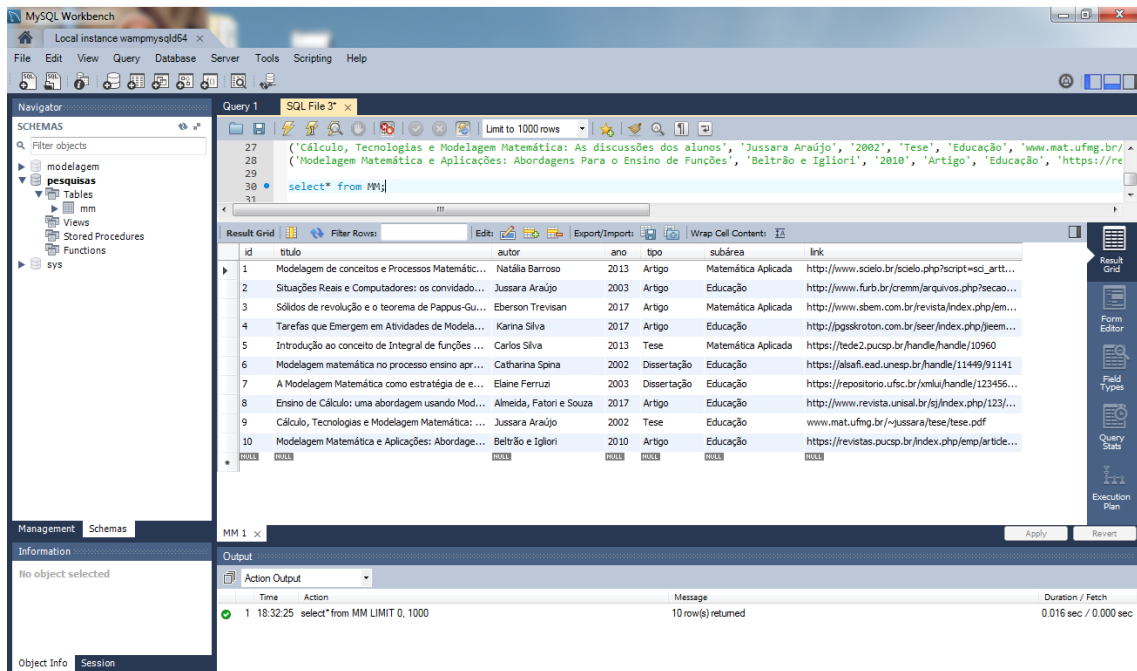 MySQL Workbench
Local instance wampmysqld64 ×
File Edit View Query Database Server Tools Scripting Help
Navigator
SCHEMAS
Filter objects
modelagem
pesquisas
Tables
mm
Views
Stored Procedures
Functions
sys
Management Schemas
Information
No object selected
Object Info Session
Query 1 SQL File 3* ×
Limit to 1000 rows
27 ('Cálculo, Tecnologias e Modelagem Matemática: As discussões dos alunos', 'Jussara Araújo', '2002', 'Tese', 'Educação', 'www.mat.ufmg.br/
28 ('Modelagem Matemática e Aplicações: Abordagens Para o Ensino de Funções', 'Beltrão e Igliori', '2010', 'Artigo', 'Educação', 'https://re
29
30 select* from MM;
31
Result Grid Filter Rows: Edit: Export/Import: Wrap Cell Content:
id titulo autor ano tipo subárea link
1 Modelagem de conceitos e Processos Matemátic... Natália Barroso 2013 Artigo Matemática Aplicada http://www.scielo.br/scielo.php?script=sci_artt...
2 Situações Reais e Computadores: os convidado... Jussara Araújo 2003 Artigo Educação http://www.furb.br/cremm/arquivos.php?secao...
3 Sólidos de revolução e o teorema de Pappus-Gu... Eberson Trevisan 2017 Artigo Matemática Aplicada http://www.sbem.com.br/revista/index.php/em...
4 Tarefas que Emergem em Atividades de Modela... Karina Silva 2017 Artigo Educação http://pgsskroton.com.br/seer/index.php/jieem...
5 Introdução ao conceito de Integral de funções ... Carlos Silva 2013 Tese Matemática Aplicada https://tede2.pucsp.br/handle/handle/10960
6 Modelagem matemática no processo ensino apr... Catharina Spina 2002 Dissertação Educação https://alsafi.ead.unesp.br/handle/11449/91141
7 A Modelagem Matemática como estratégia de e... Elaine Ferruzi 2003 Dissertação Educação https://repositorio.ufsc.br/xmlui/handle/123456...
8 Ensino de Cálculo: uma abordagem usando Mod... Almeida, Fatori e Souza 2017 Artigo Educação http://www.revista.unisal.br/sj/index.php/123/...
9 Cálculo, Tecnologias e Modelagem Matemática: ... Jussara Araújo 2002 Tese Educação www.mat.ufmg.br/~jussara/tese/tese.pdf
10 Modelagem Matemática e Aplicações: Abordage... Beltrão e Igliori 2010 Artigo Educação https://revistas.pucsp.br/index.php/emp/article...
* NULL NULL NULL NULL NULL NULL NULL
Result Grid
Form Editor
Field Types
Query Stats
Execution Plan
MM 1 × Apply Revert
Output
Action Output
Time Action Message Duration / Fetch
1 18:32:25 select* from MM LIMIT 0, 1000 10 row(s) returned 0.016 sec / 0.000 sec